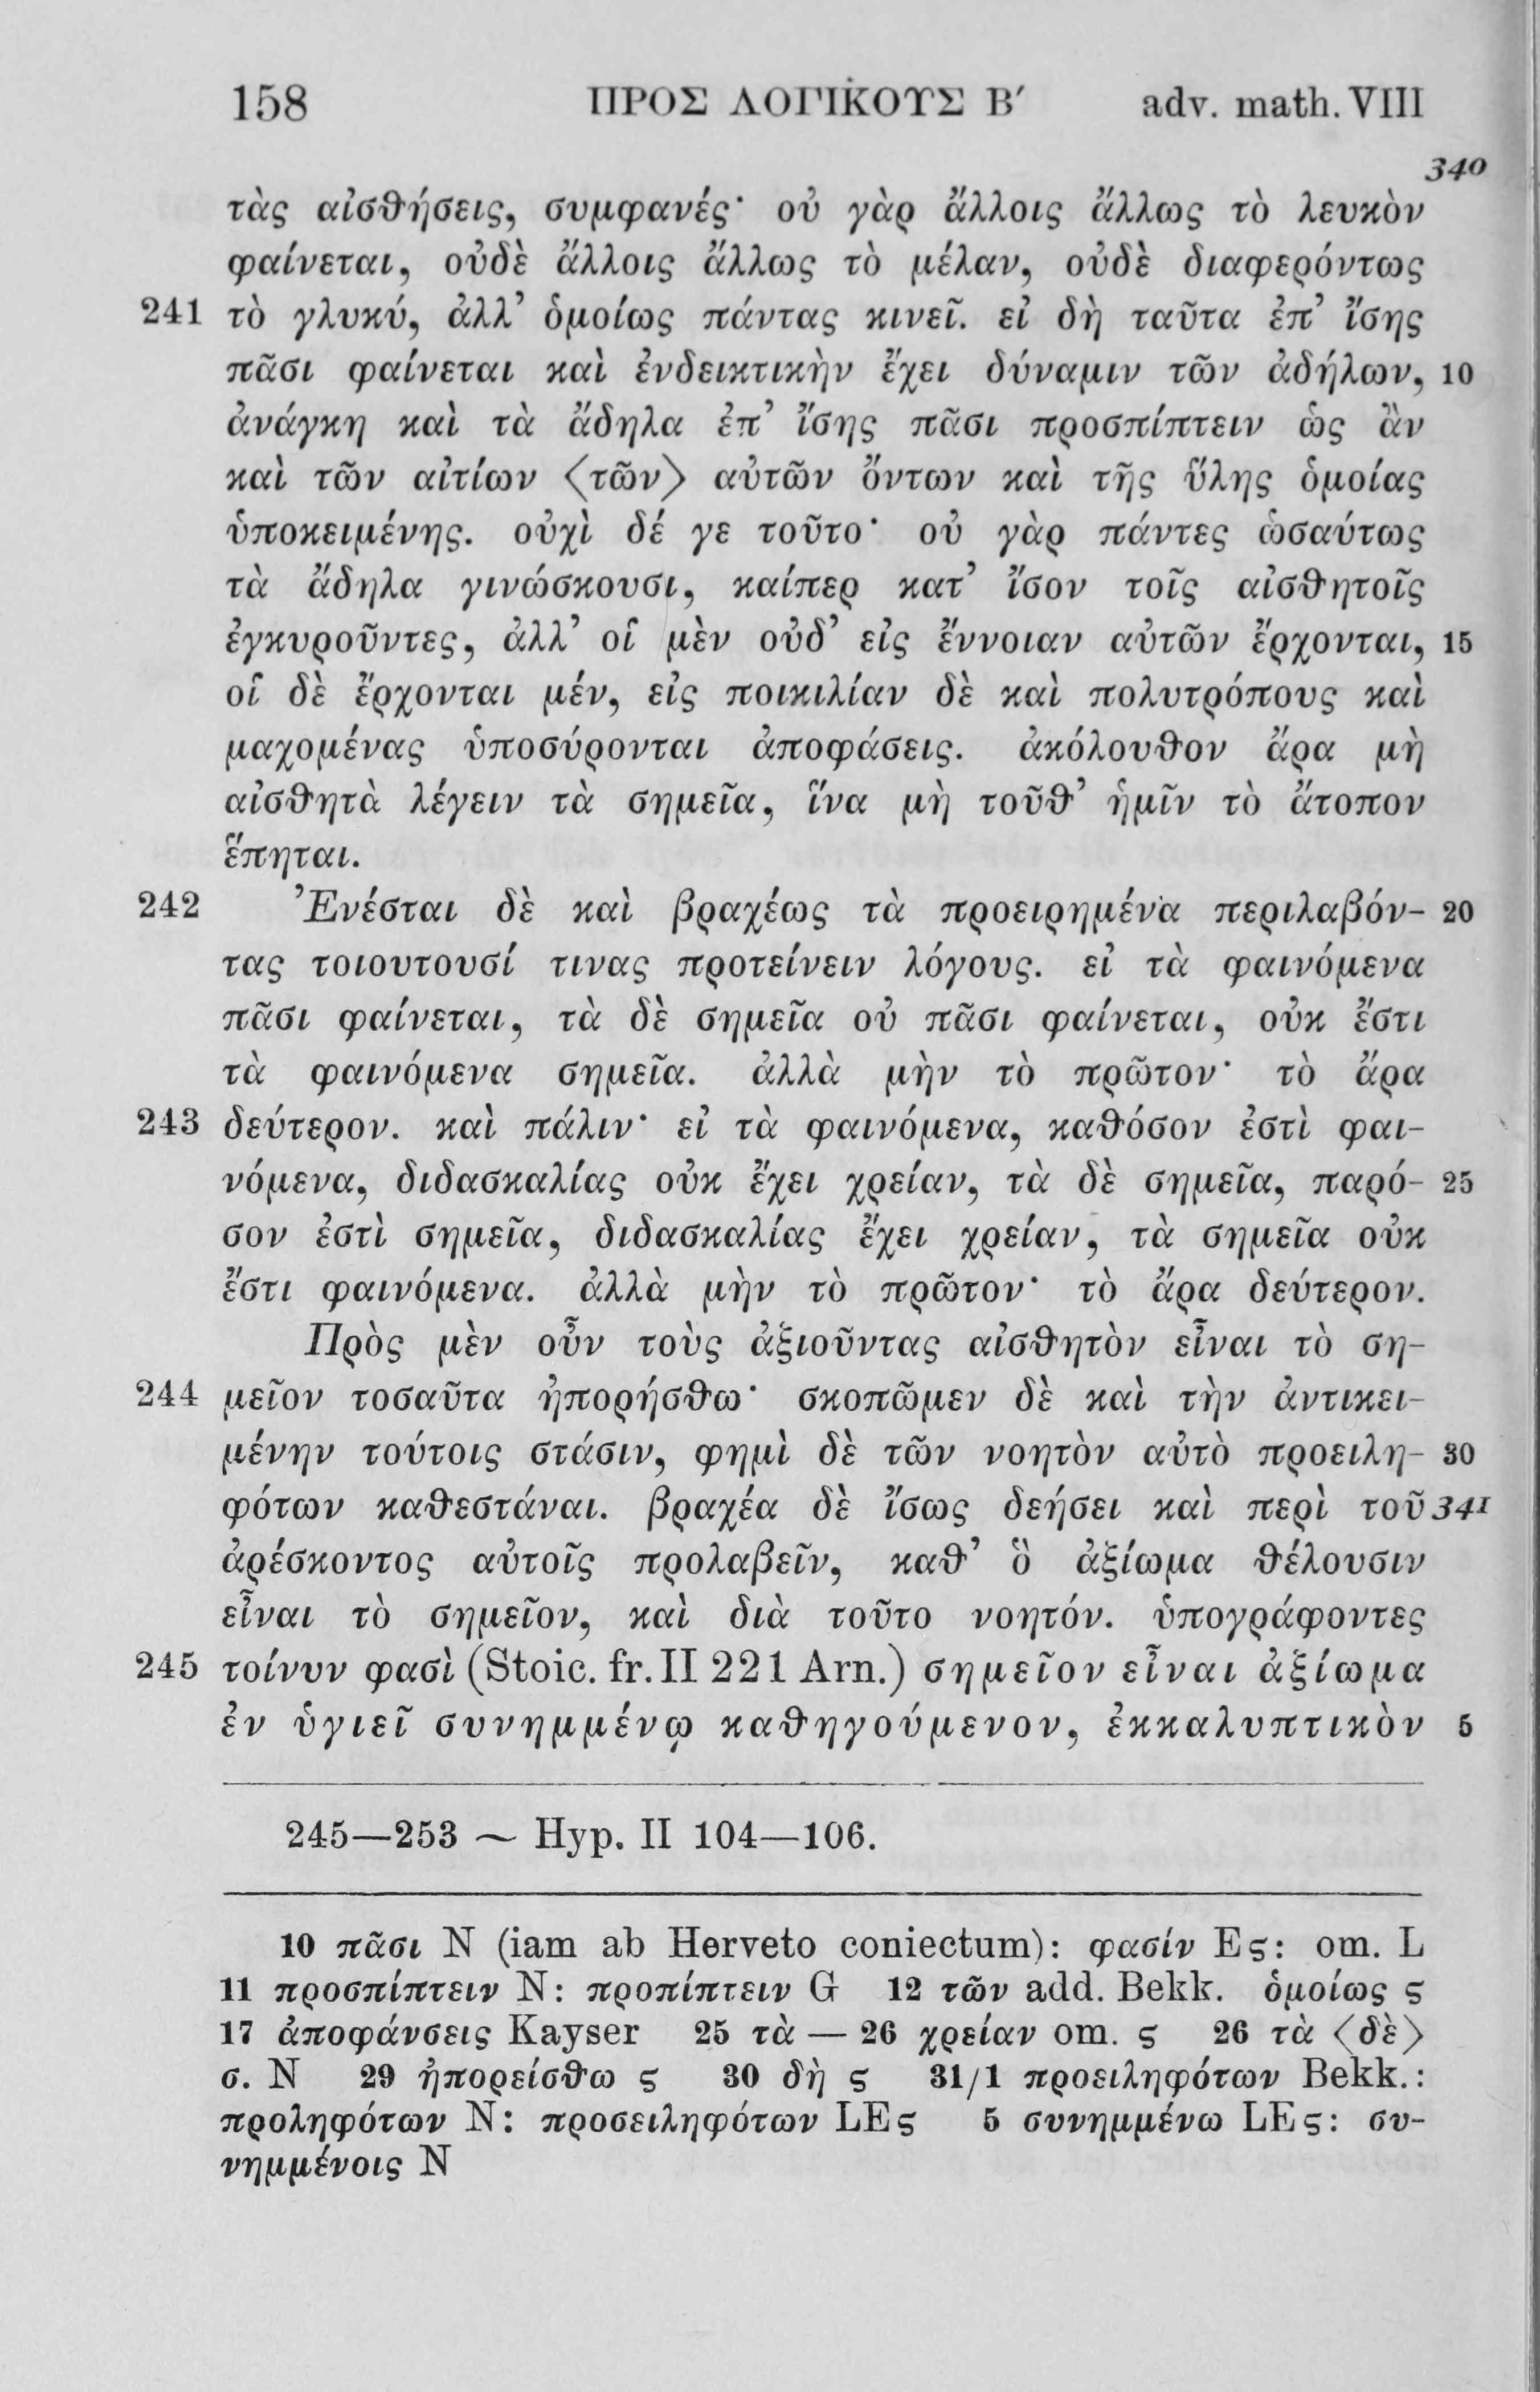 158 ΠΡΟΣ ΛΟΓΙΚΟΥΣ Β′ adv. math. VIII
340
τὰς αἰσθήσεις, συμφανές· οὐ γὰρ ἄλλοις ἄλλως τὸ λευκὸν
φαίνεται, οὐδὲ ἄλλοις ἄλλως τὸ μέλαν, οὐδὲ διαφερόντως
241 τὸ γλυκύ, ἀλλ’ ὁμοίως πάντας κινεῖ. εἰ δὴ ταῦτα ἐπ’ ἴσης
πᾶσι φαίνεται καὶ ἐνδεικτικὴν ἔχει δύναμιν τῶν ἀδήλων, 10
ἀνάγκη καὶ τὰ ἄδηλα ἐπ’ ἴσης πᾶσι προσπίπτειν ὡς ἂν
καὶ τῶν αἰτίων ⟨τῶν⟩ αὐτῶν ὄντων καὶ τῆς ὕλης ὁμοίας
ὑποκειμένης. οὐχὶ δέ γε τοῦτο· οὐ γὰρ πάντες ὡσαύτως
τὰ ἄδηλα γινώσκουσι, καίπερ κατ’ ἴσον τοῖς αἰσθητοῖς
ἐγκυροῦντες, ἀλλ’ οἳ μὲν οὐδ’ εἰς ἔννοιαν αὐτῶν ἔρχονται, 15
οἳ δὲ ἔρχονται μέν, εἰς ποικιλίαν δὲ καὶ πολυτρόπους καὶ
μαχομένας ὑποσύρονται ἀποφάσεις. ἀκόλουθον ἄρα μὴ
αἰσθητὰ λέγειν τὰ σημεῖα, ἵνα μὴ τοῦθ’ ἡμῖν τὸ ἄτοπον
ἕπηται.
242 Ἐνέσται δὲ καὶ βραχέως τὰ προειρημένα περιλαβόν- 20
τας τοιουτουσί τινας προτείνειν λόγους. εἰ τὰ φαινόμενα
πᾶσι φαίνεται, τὰ δὲ σημεῖα οὐ πᾶσι φαίνεται, οὐκ ἔστι
τὰ φαινόμενα σημεῖα. ἀλλὰ μὴν τὸ πρῶτον· τὸ ἄρα
243 δεύτερον. καὶ πάλιν· εἰ τὰ φαινόμενα, καθόσον ἐστὶ φαι-
νόμενα, διδασκαλίας οὐκ ἔχει χρείαν, τὰ δὲ σημεῖα, παρό- 25
σον ἐστὶ σημεῖα, διδασκαλίας ἔχει χρείαν, τὰ σημεῖα οὐκ
ἔστι φαινόμενα. ἀλλὰ μὴν τὸ πρῶτον· τὸ ἄρα δεύτερον.
Πρὸς μὲν οὖν τοὺς ἀξιοῦντας αἰσθητὸν εἶναι τὸ ση-
244 μεῖον τοσαῦτα ἠπορήσθω· σκοπῶμεν δὲ καὶ τὴν ἀντικει-
μένην τούτοις στάσιν, φημὶ δὲ τῶν νοητὸν αὐτὸ προειλη- 30
φότων καθεστάναι. βραχέα δὲ ἴσως δεήσει καὶ περὶ τοῦ 341
ἀρέσκοντος αὐτοῖς προλαβεῖν, καθ’ ὃ ἀξίωμα θέλουσιν
εἶναι τὸ σημεῖον, καὶ διὰ τοῦτο νοητόν. ὑπογράφοντες
245 τοίνυν φασὶ (Stoic. fr. II 221 Arn.) σημεῖον εἶναι ἀξίωμα
ἐν ὑγιεῖ συνημμένῳ καθηγούμενον, ἐκκαλυπτικὸν 5
245—253 ~ Hyp. II 104—106.
10 πᾶσι N (iam ab Herveto coniectum): φασίν Eς: om. L
11 προσπίπτειν N: προπίπτειν G 12 τῶν add. Bekk. ὁμοίως ς
17 ἀποφάνσεις Kayser 25 τὰ — 26 χρείαν om. ς 26 τὰ ⟨δὲ⟩
σ. N 29 ἠπορείσθω ς 30 δὴ ς 31/1 προειληφότων Bekk.:
προληφότων N: προσειληφότων LEς 5 συνημμένω LEς: συ-
νημμένοις N